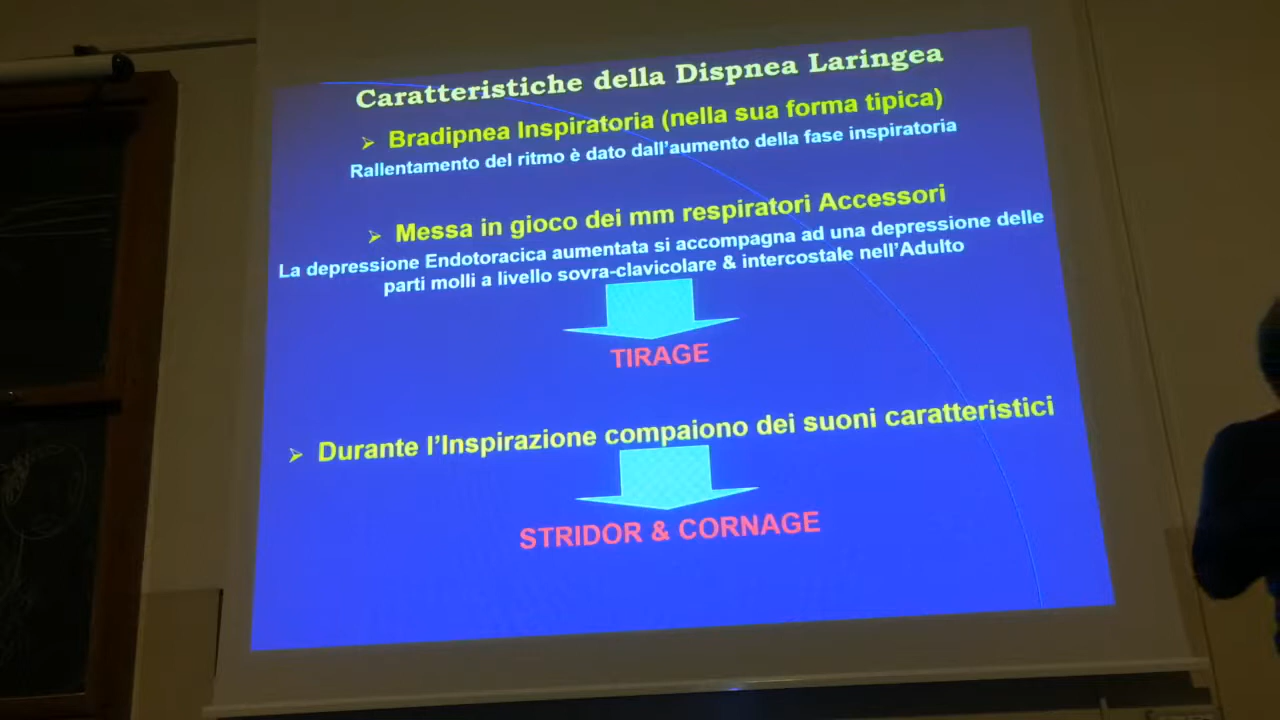 Caratteristiche della Dispnea Laringea
Bradipnea Inspiratoria (nella sua forma tipica)
Rallentamento del ritmo è dato dall'aumento della fase inspiratoria
Messa in gioco dei mm respiratori Accessori
La depressione Endotoracica aumentata si accompagna ad una depressione delle
parti molli a livello sovra-clavicolare & intercostale nell'Adulto
TIRAGE
Durante l'Inspirazione compaiono dei suoni caratteristici
STRIDOR & CORNAGE